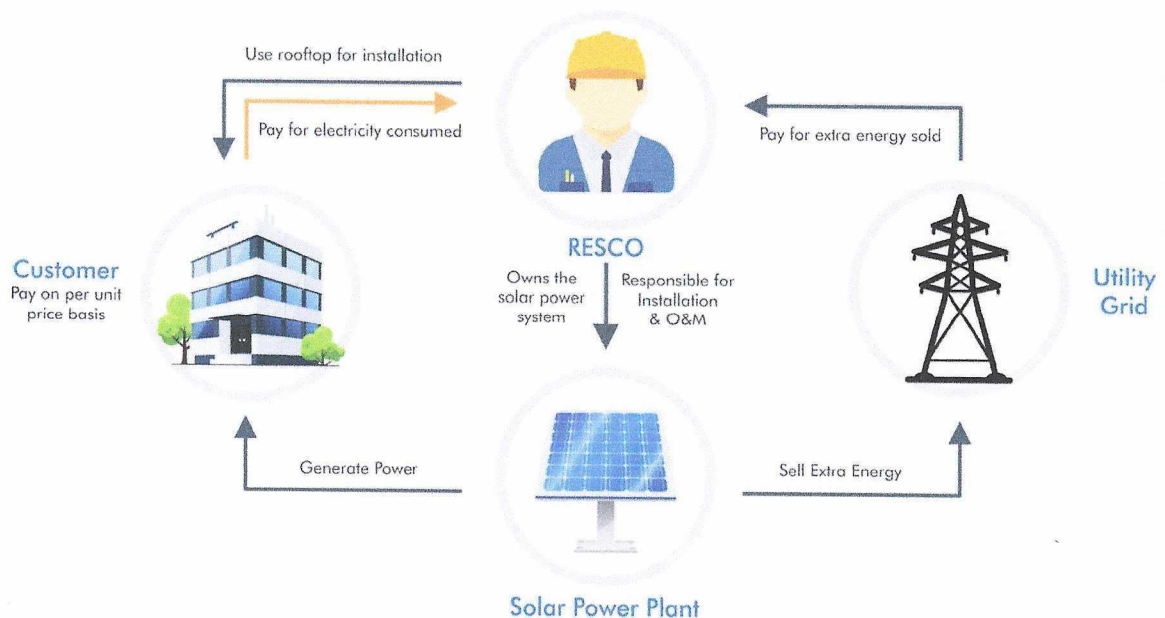 Use rooftop for installation
Pay for electricity consumed
Pay for extra energy sold
RESCO
Owns the
solar power
system
Responsible for
Installation
& O&M
Customer
Pay on per unit
price basis
Utility
Grid
Generate Power
Sell Extra Energy
Solar Power Plant